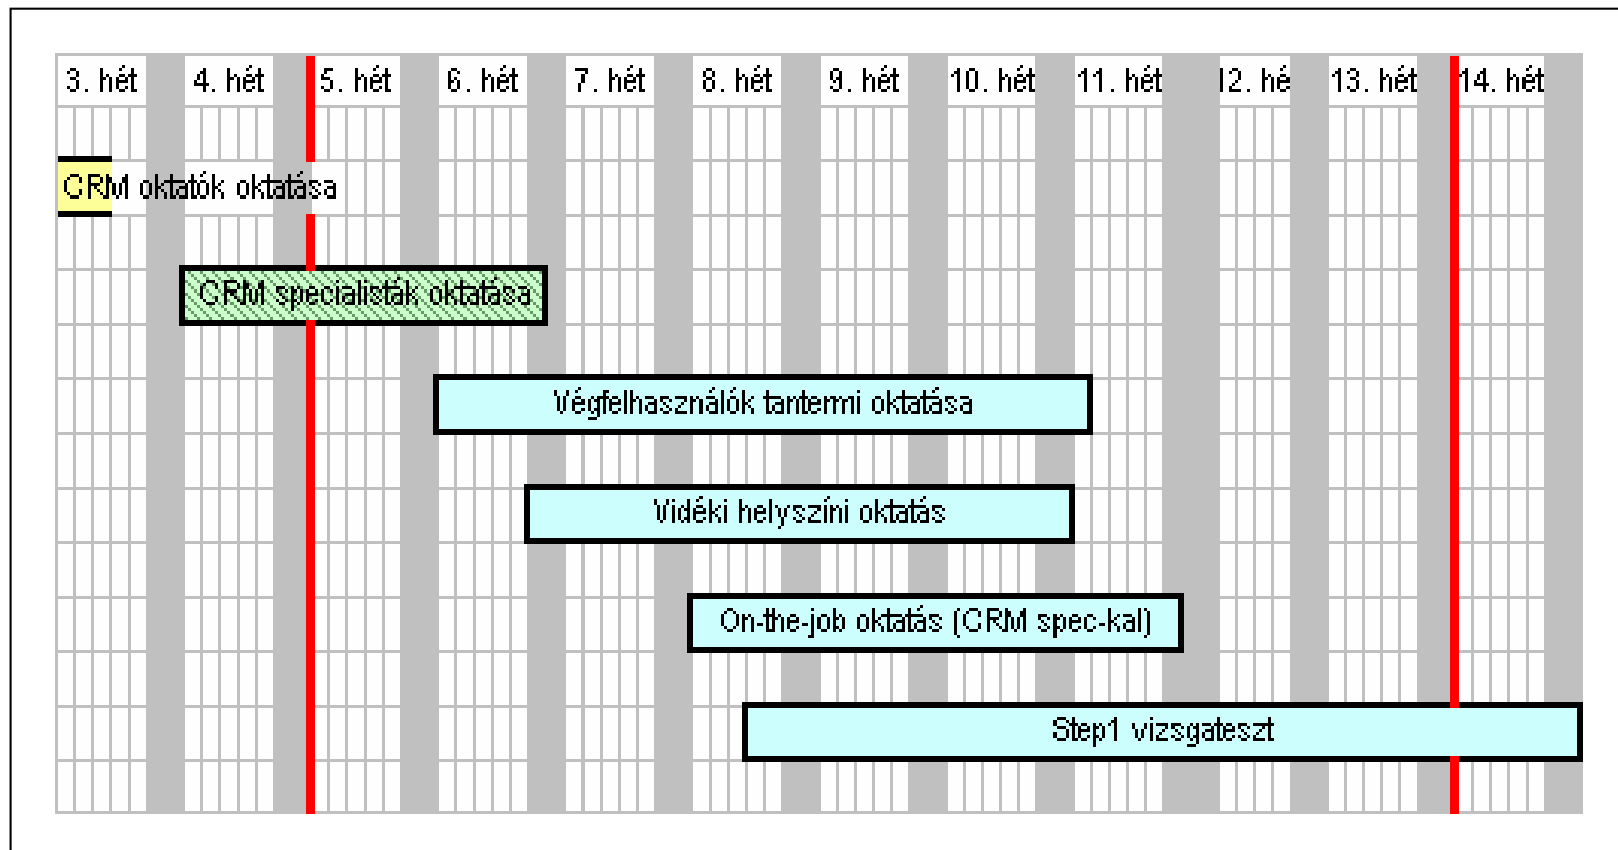 3. hét 4. hét 5. hét 6. hét 7. hét 8. hét 9. hét 10. hét 11. hét 12. hé 13. hét 14. hét
CRM oktatók oktatása
CRM specialisták oktatása
Végfelhasználók tantermi oktatása
Vidéki helyszíni oktatás
On-the-job oktatás (CRM spec-kal)
Step1 vizsgateszt